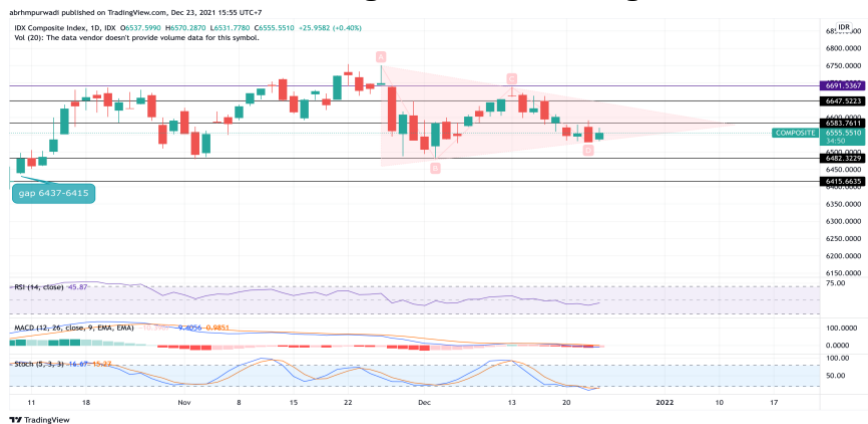 abrhmpurwadi published on TradingView.com, Dec 23, 2021 15:55 UTC+7
IDX Composite Index, 1D, IDX O6537.5990 H6570.2870 L6531.7780 C6555.5510 +25.9582 (+0.40%)
IDR
Vol (20): The data vendor doesn't provide volume data for this symbol.
6800.0000
A
6750.0000
C
6691.5367
6647.5223
6600.0000
6583.7611
COMPOSITE
6555.5510
34:50
6500.0000
6482.3229
6450.0000
6415.6635
gap 6437-6415
6350.0000
6300.0000
6250.0000
6200.0000
6150.0000
RSI (14, close) 45.87
75.00
MACD (12, 26, close, 9, EMA, EMA)
100.0000
0.0000
Stoch (5, 3, 3) 16.67 15.27
100.00
50.00
11 18 Nov 8 15 22 Dec 13 20 2022 10 17
TradingView